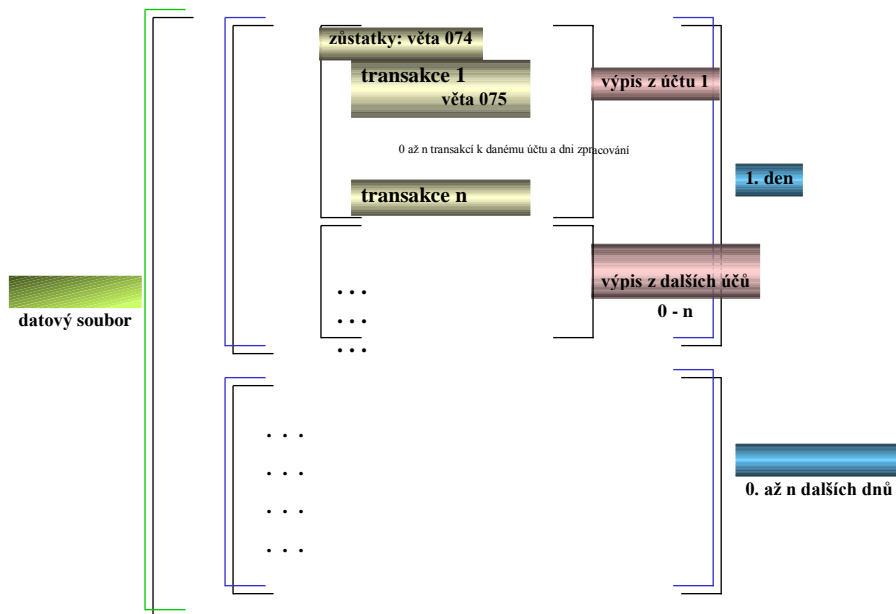 zůstatky: věta 074
transakce 1
věta 075
výpis z účtu 1
0 až n transakcí k danému účtu a dni zpracování
1. den
transakce n
výpis z dalších účů
0 - n
. . .
. . .
. . .
datový soubor
. . .
. . .
. . .
. . .
0. až n dalších dnů